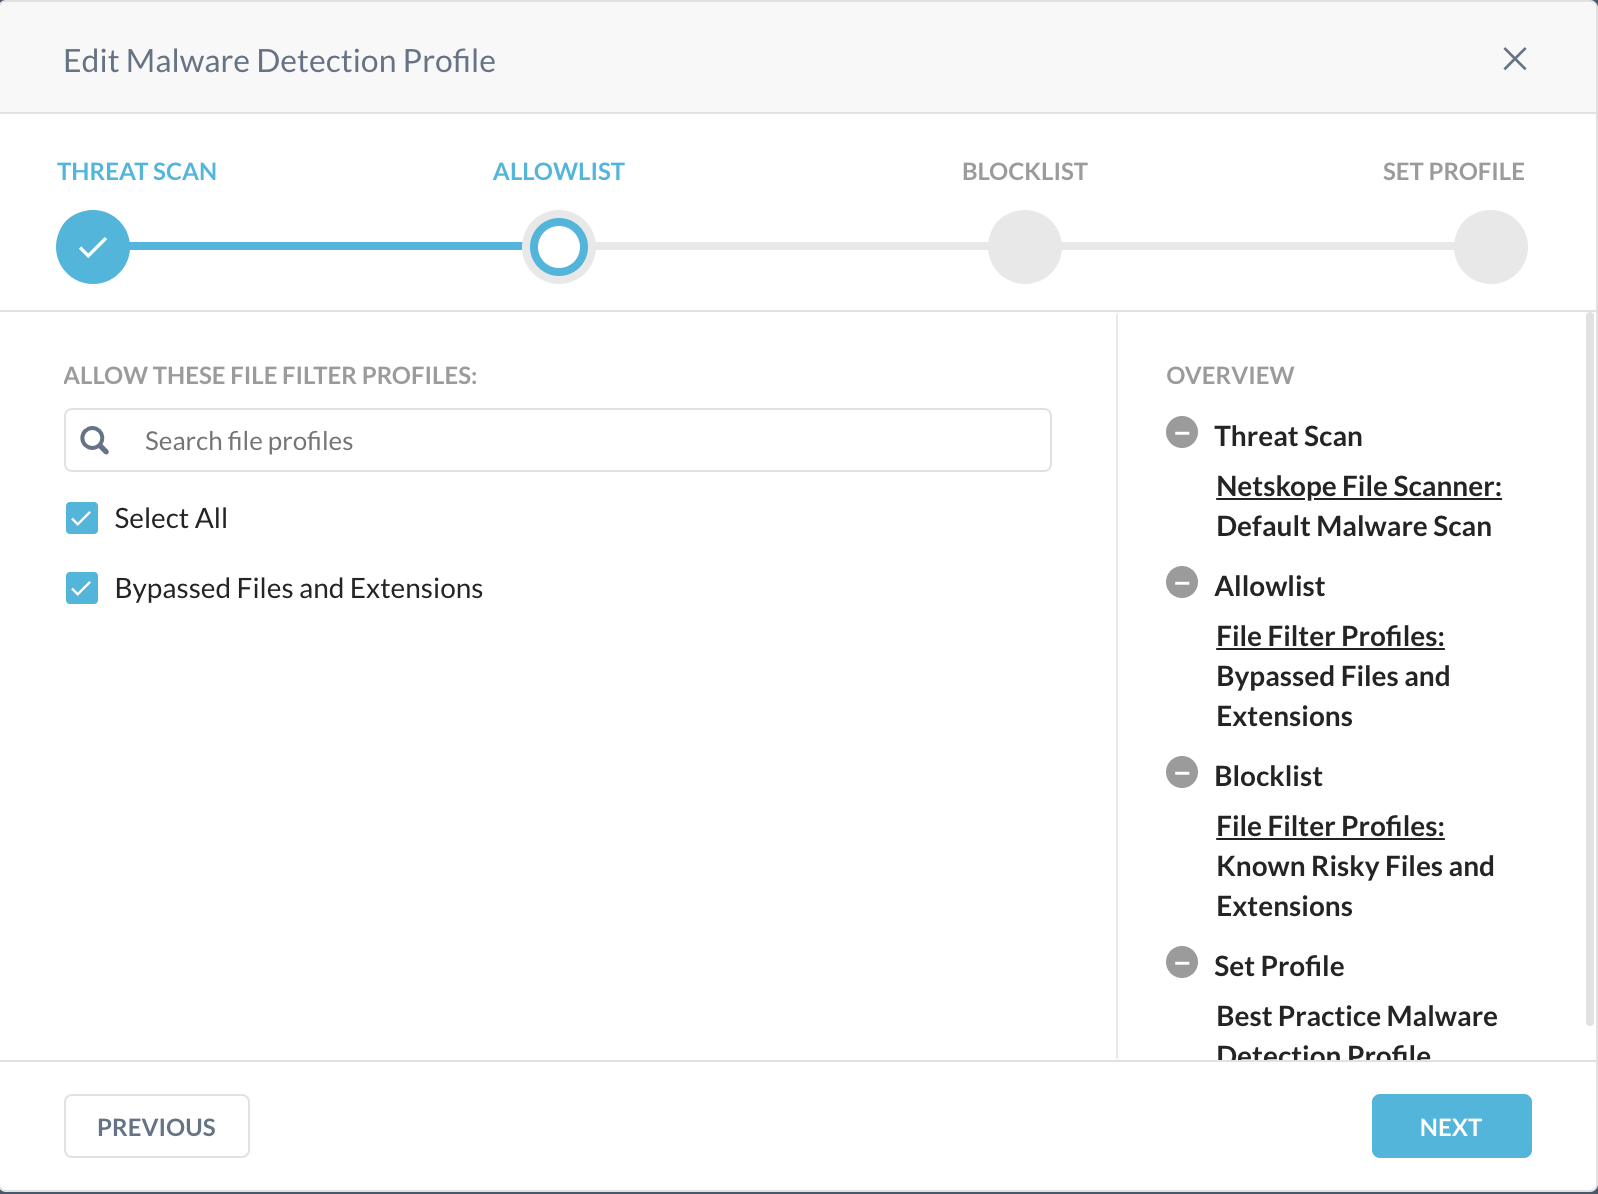 Edit Malware Detection Profile
THREAT SCAN
ALLOWLIST
BLOCKLIST
SET PROFILE
ALLOW THESE FILE FILTER PROFILES:
Search file profiles
Select All
Bypassed Files and Extensions
OVERVIEW
Threat Scan
Netskope File Scanner:
Default Malware Scan
Allowlist
File Filter Profiles:
Bypassed Files and
Extensions
Blocklist
File Filter Profiles:
Known Risky Files and
Extensions
Set Profile
Best Practice Malware
Detection Profile
PREVIOUS
NEXT